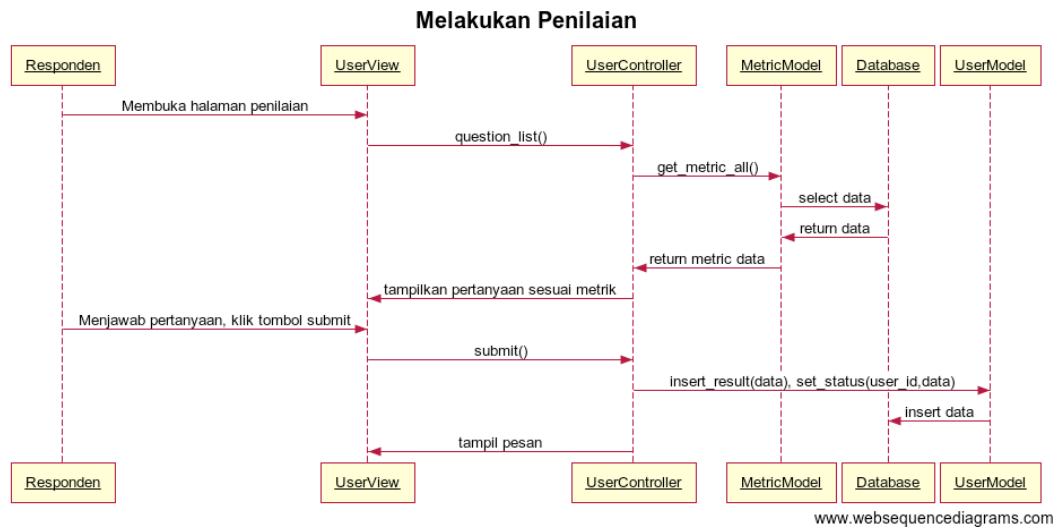 Melakukan Penilaian
Responden
UserView
UserController
MetricModel
Database
UserModel
Membuka halaman penilaian
question_list()
get_metric_all()
select data
return data
return metric data
tampilkan pertanyaan sesuai metrik
Menjawab pertanyaan, klik tombol submit
submit()
insert_result(data), set_status(user_id,data)
insert data
tampil pesan
Responden
UserView
UserController
MetricModel
Database
UserModel
www.websequencediagrams.com